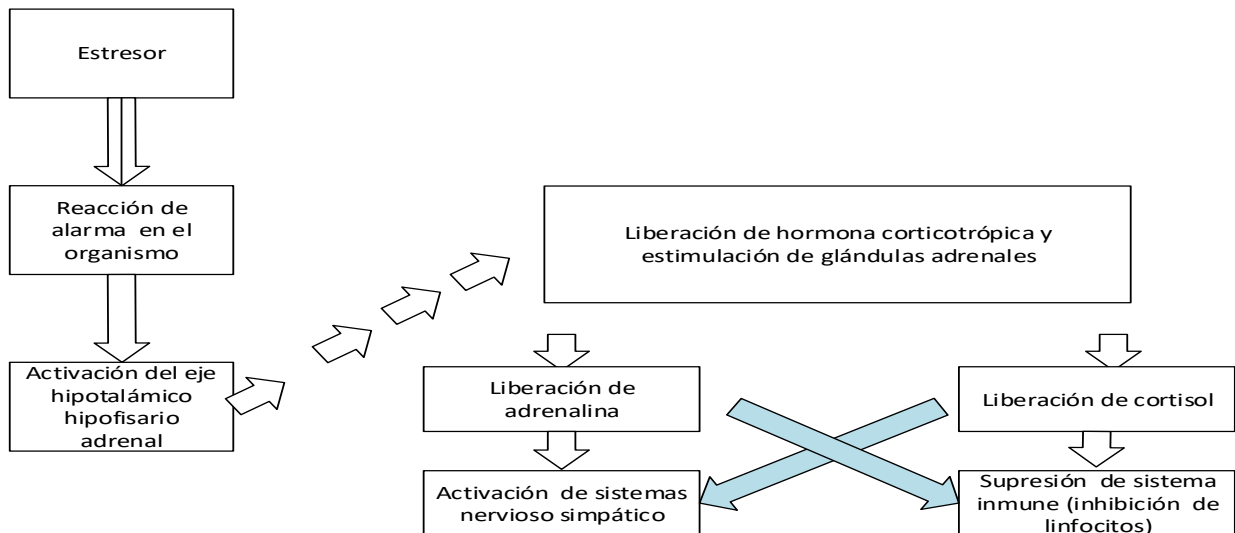 Estresor
Reacción de
alarma en el
organismo
Activación del eje
hipotalámico
hipofisario
adrenal
Liberación de hormona corticotrópica y
estimulación de glándulas adrenales
Liberación de
adrenalina
Liberación de cortisol
Activación de sistemas
nervioso simpático
Supresión de sistema
inmune (inhibición de
linfocitos)